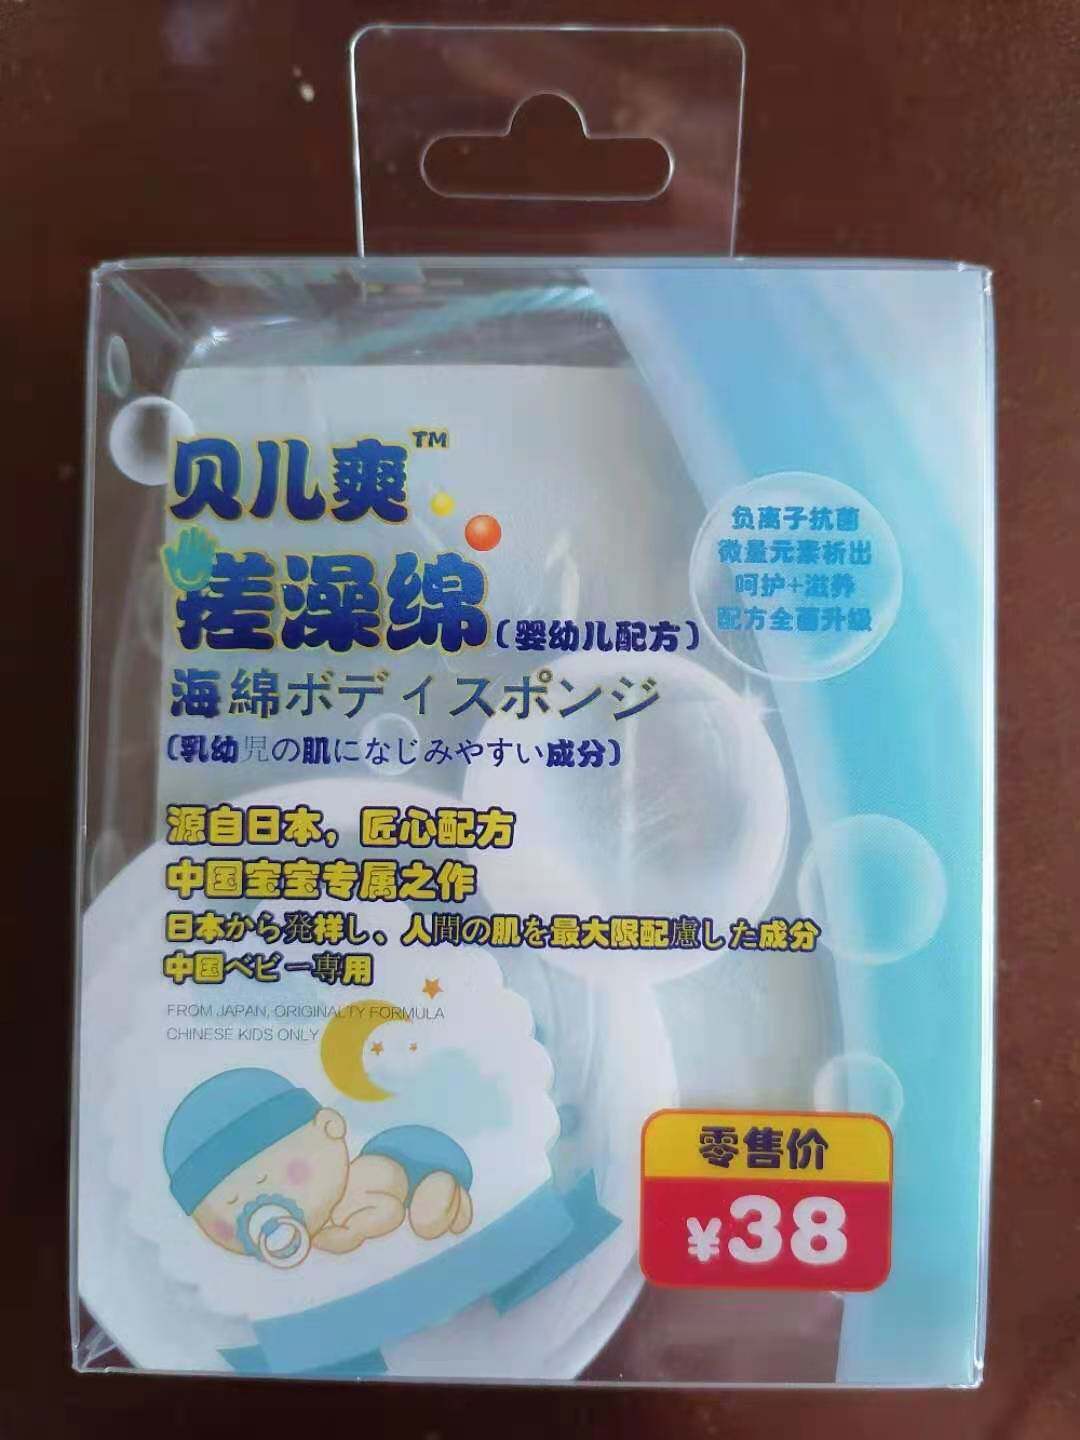 贝儿爽™
搓澡绵(婴幼儿配方)
海綿ボディスポンジ
(乳幼児の肌になじみやすい成分)
负离子抗菌
微量元素析出
呵护+滋养
配方全面升级
源自日本，匠心配方
中国宝宝专属之作
日本から発祥し、人間の肌を最大限配慮した成分
中国ベビー専用
FROM JAPAN, ORIGINALTY FORMULA
CHINESE KIDS ONLY
零售价
¥38